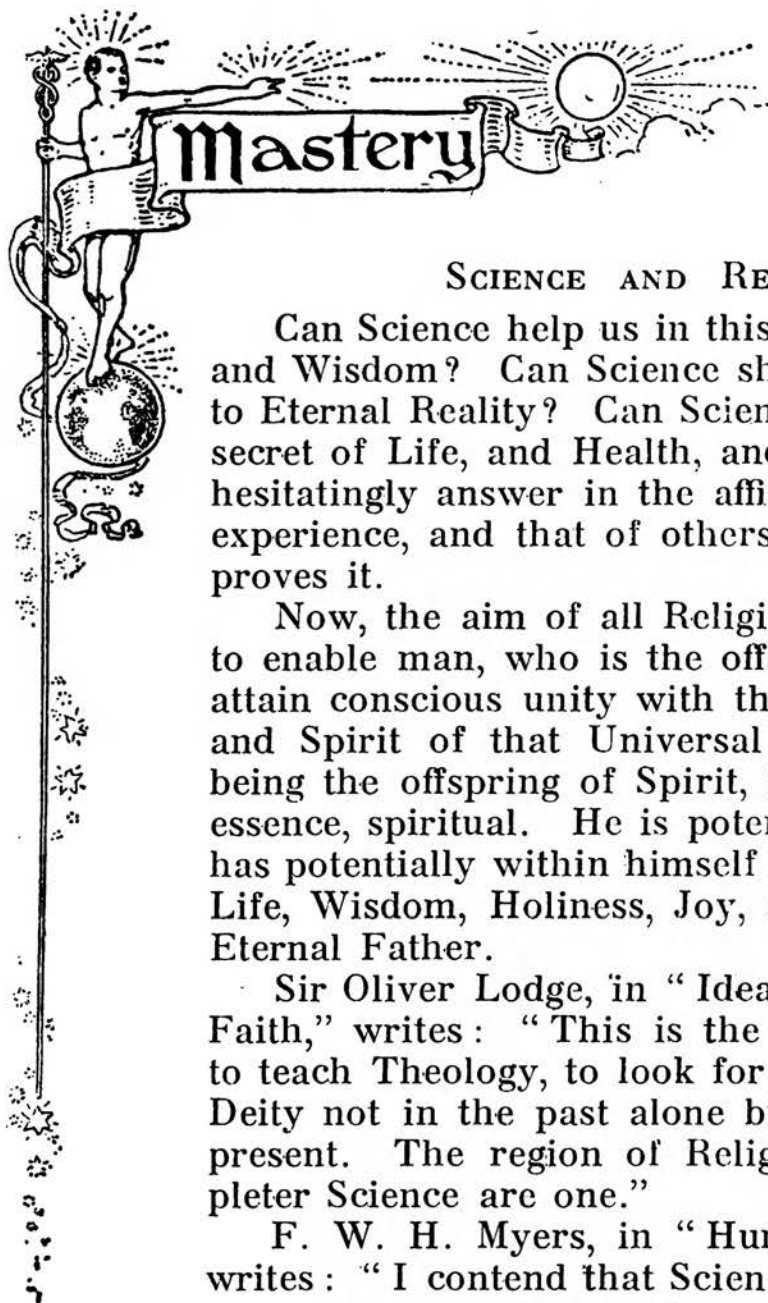 Mastery
SCIENCE AND RE
Can Science help us in this
and Wisdom? Can Science sh
to Eternal Reality? Can Scien
secret of Life, and Health, and
hesitatingly answer in the affi
experience, and that of others
proves it.
Now, the aim of all Religi
to enable man, who is the off
attain conscious unity with th
and Spirit of that Universal
being the offspring of Spirit,
essence, spiritual. He is poten
has potentially within himself
Life, Wisdom, Holiness, Joy,
Eternal Father.
Sir Oliver Lodge, in “ Idea
Faith,” writes : “ This is the
to teach Theology, to look for
Deity not in the past alone b
present. The region of Relig
pleter Science are one.”
F. W. H. Myers, in “ Hum
writes : “ I contend that Scien